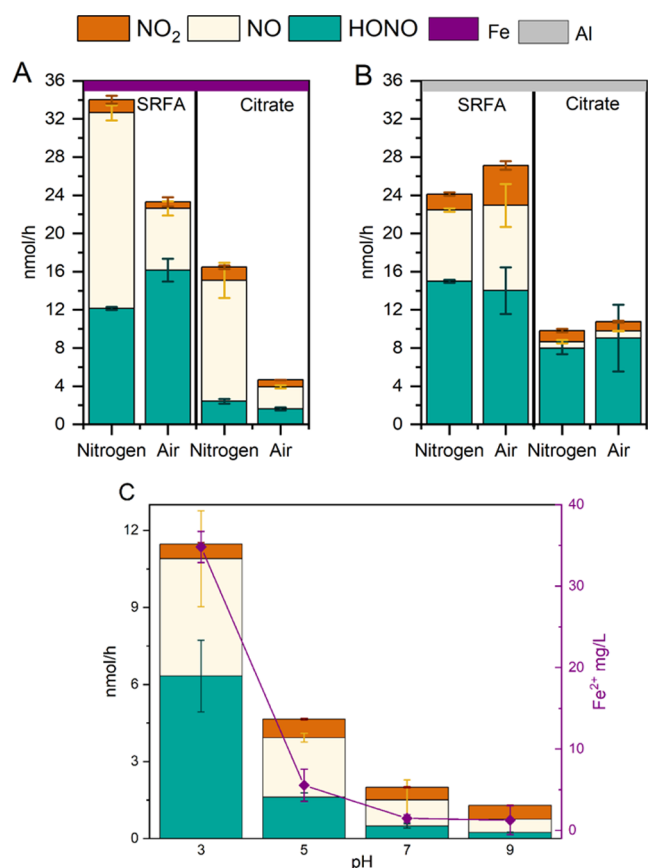 NO₂ NO HONO Fe Al
A
36
32
28
24
20
16
12
8
4
0
nmol/h
SRFA Citrate
Nitrogen Air Nitrogen Air
B
36
32
28
24
20
16
12
8
4
0
nmol/h
SRFA Citrate
Nitrogen Air Nitrogen Air
C
12
9
6
3
0
nmol/h
40
30
20
10
0
Fe²⁺ mg/L
3 5 7 9
pH